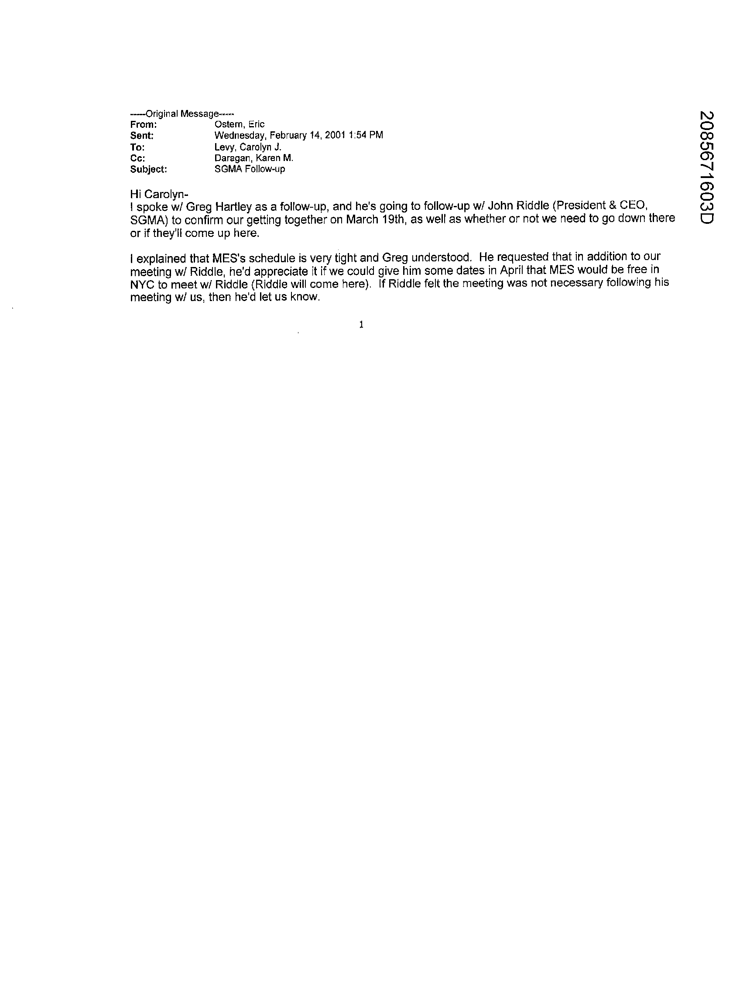 -----Original Message-----
From: Ostern, Eric
Sent: Wednesday, February 14, 2001 1:54 PM
To: Levy, Carolyn J.
Cc: Daragan, Karen M.
Subject: SGMA Follow-up
Hi Carolyn-
I spoke w/ Greg Hartley as a follow-up, and he's going to follow-up w/ John Riddle (President & CEO,
SGMA) to confirm our getting together on March 19th, as well as whether or not we need to go down there
or if they'll come up here.
I explained that MES's schedule is very tight and Greg understood. He requested that in addition to our
meeting w/ Riddle, he'd appreciate it if we could give him some dates in April that MES would be free in
NYC to meet w/ Riddle (Riddle will come here). If Riddle felt the meeting was not necessary following his
meeting w/ us, then he'd let us know.
1
2085671603D